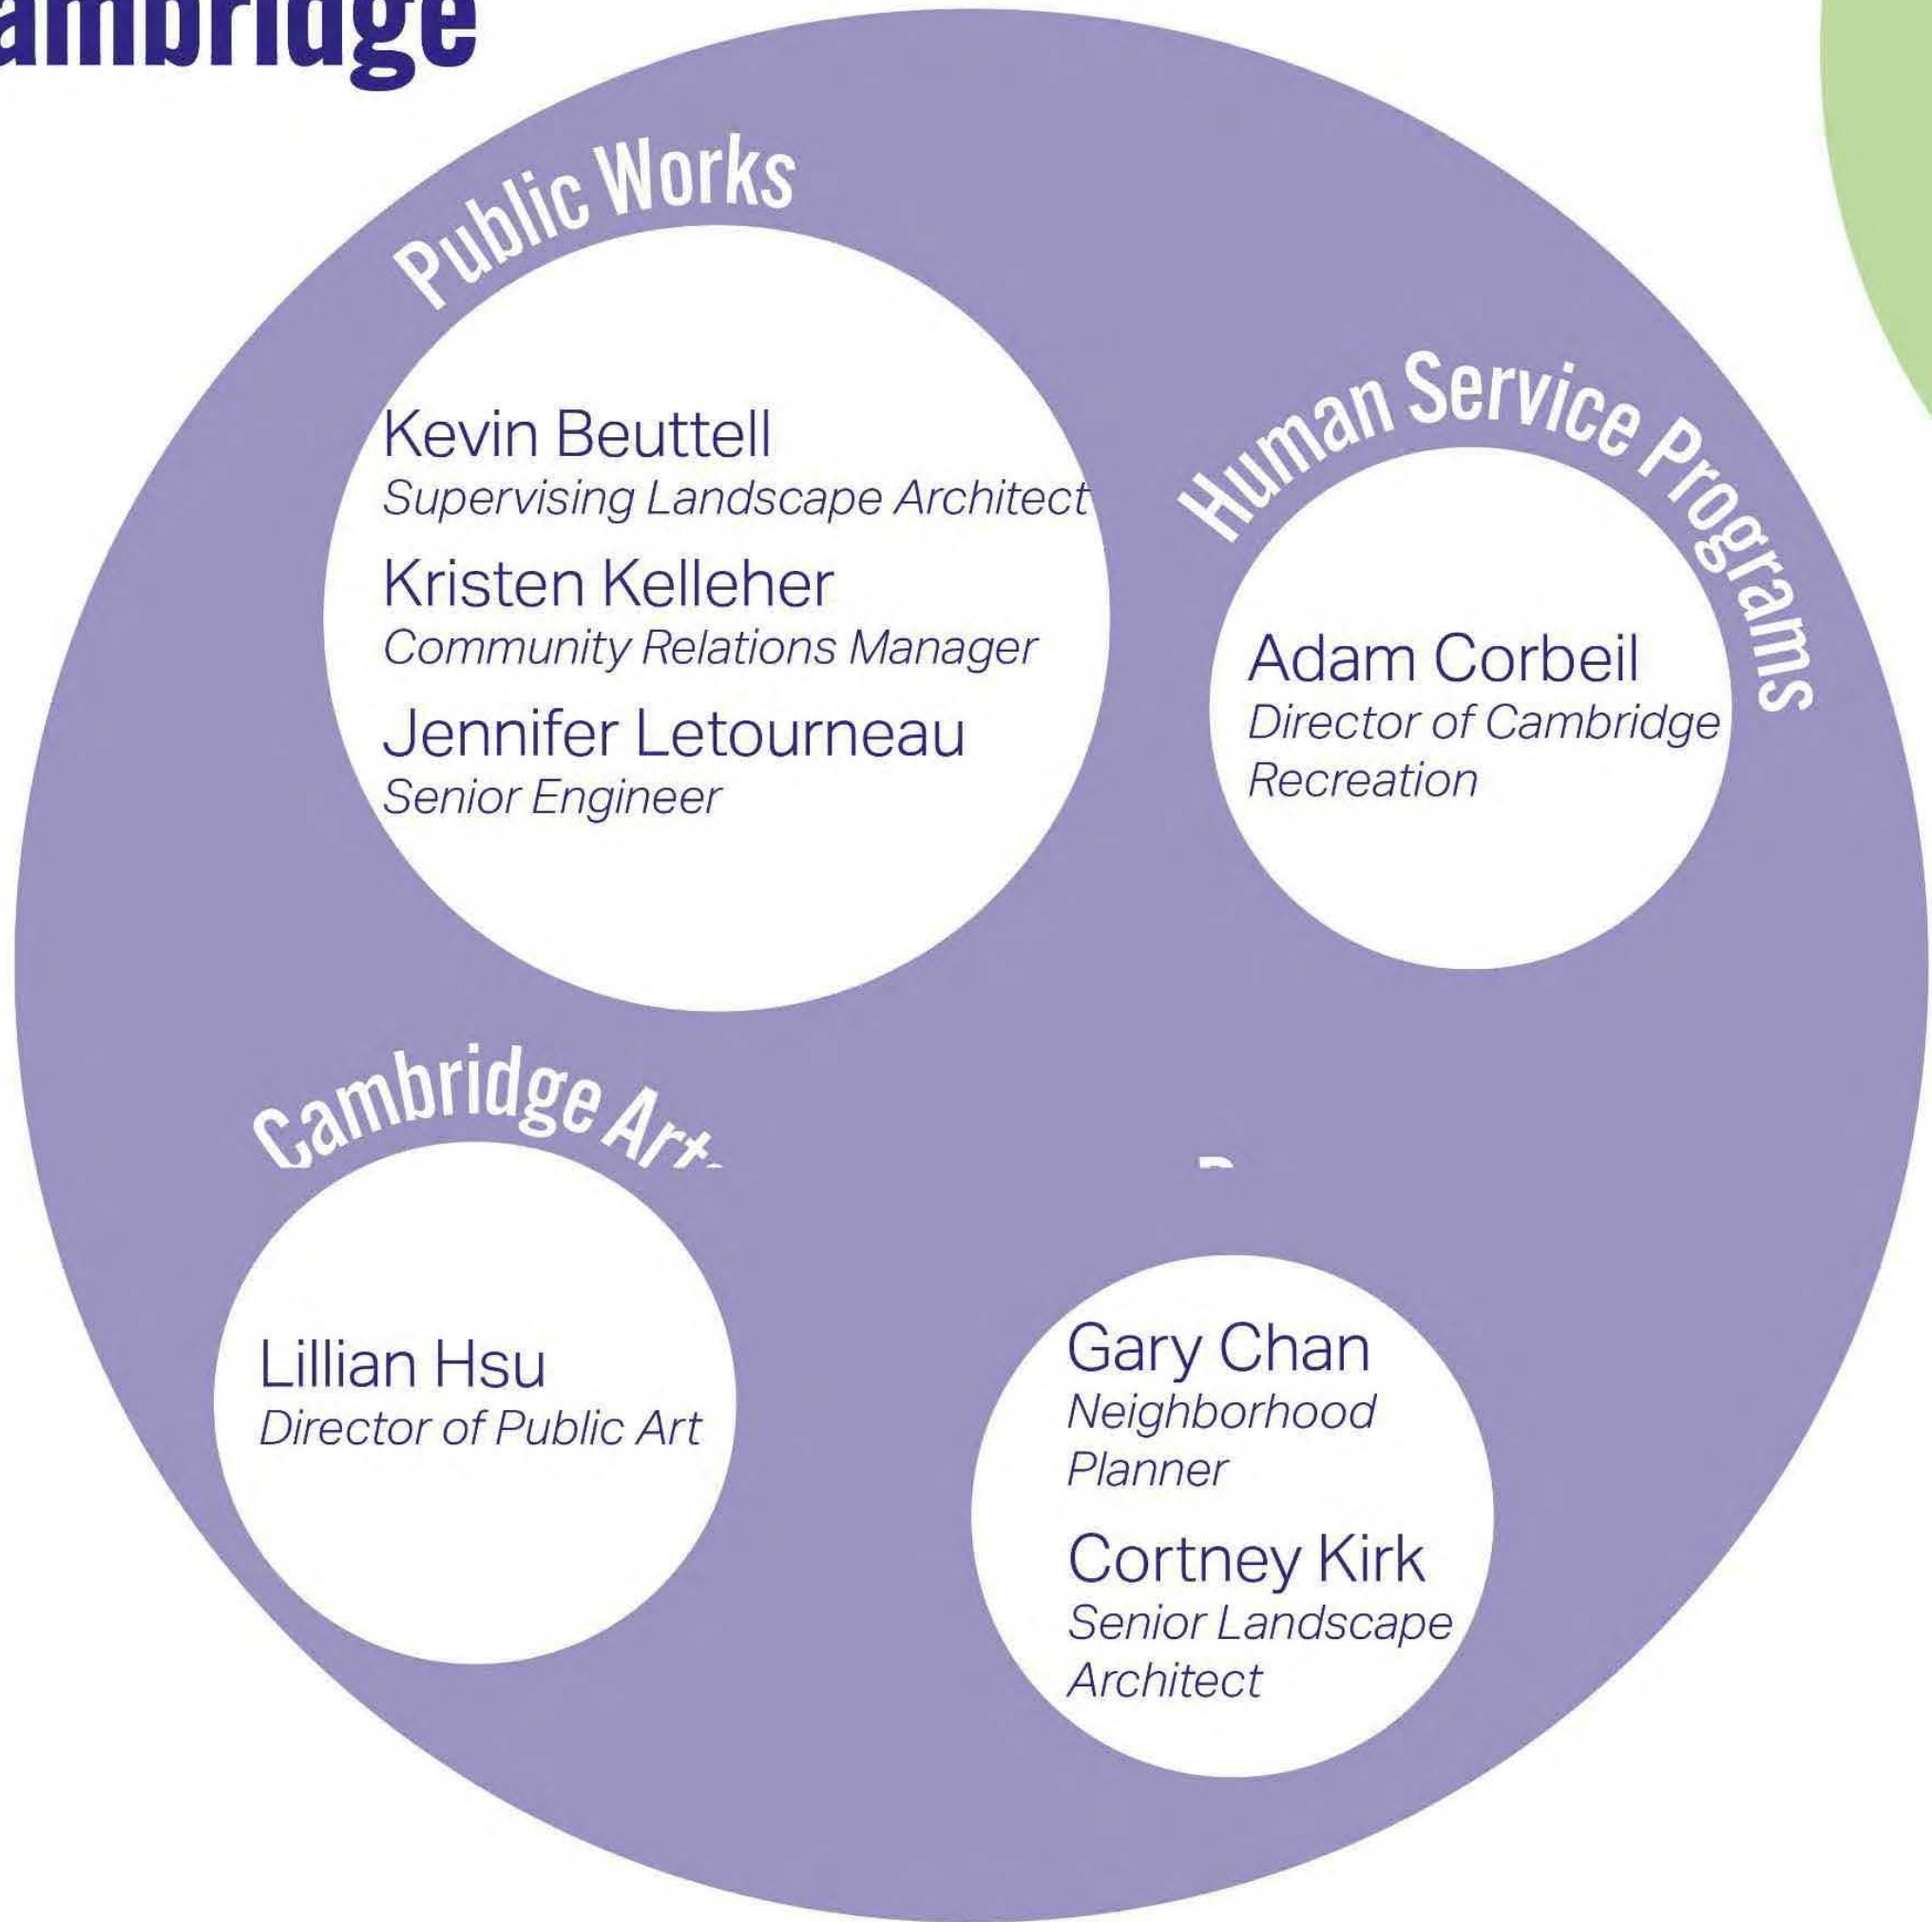 ambridge
Public Works
Kevin Beuttell
Supervising Landscape Architect
Kristen Kelleher
Community Relations Manager
Jennifer Letourneau
Senior Engineer
Human Service Programs
Adam Corbeil
Director of Cambridge
Recreation
Cambridge Art
Lillian Hsu
Director of Public Art
Gary Chan
Neighborhood
Planner
Cortney Kirk
Senior Landscape
Architect